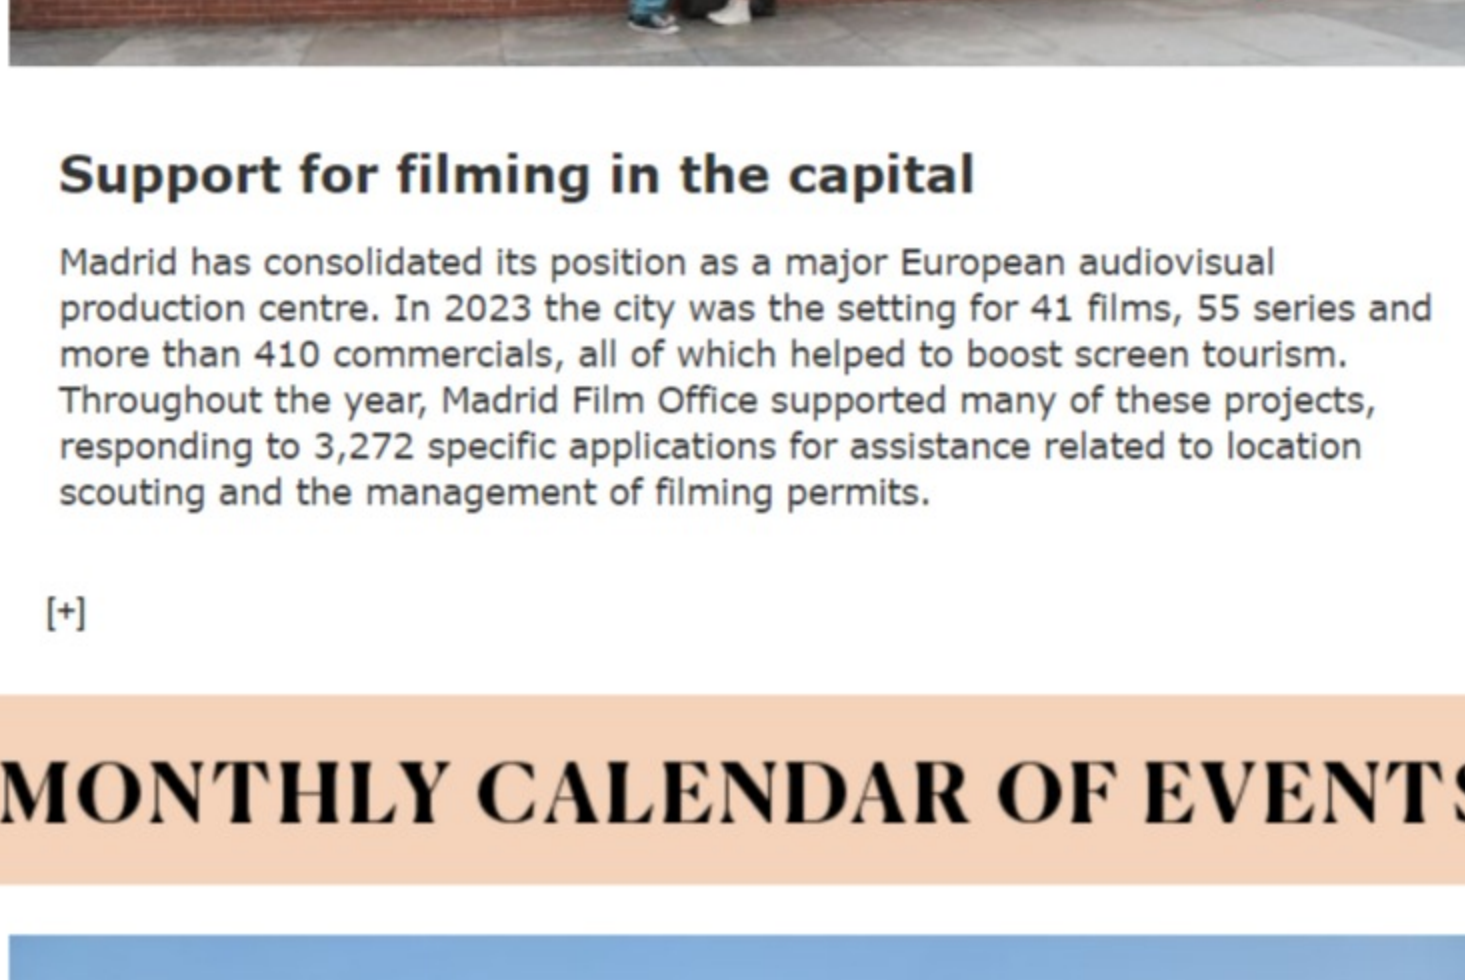 Support for filming in the capital
Madrid has consolidated its position as a major European audiovisual
production centre. In 2023 the city was the setting for 41 films, 55 series and
more than 410 commercials, all of which helped to boost screen tourism.
Throughout the year, Madrid Film Office supported many of these projects,
responding to 3,272 specific applications for assistance related to location
scouting and the management of filming permits.
[+]
MONTHLY CALENDAR OF EVENTS